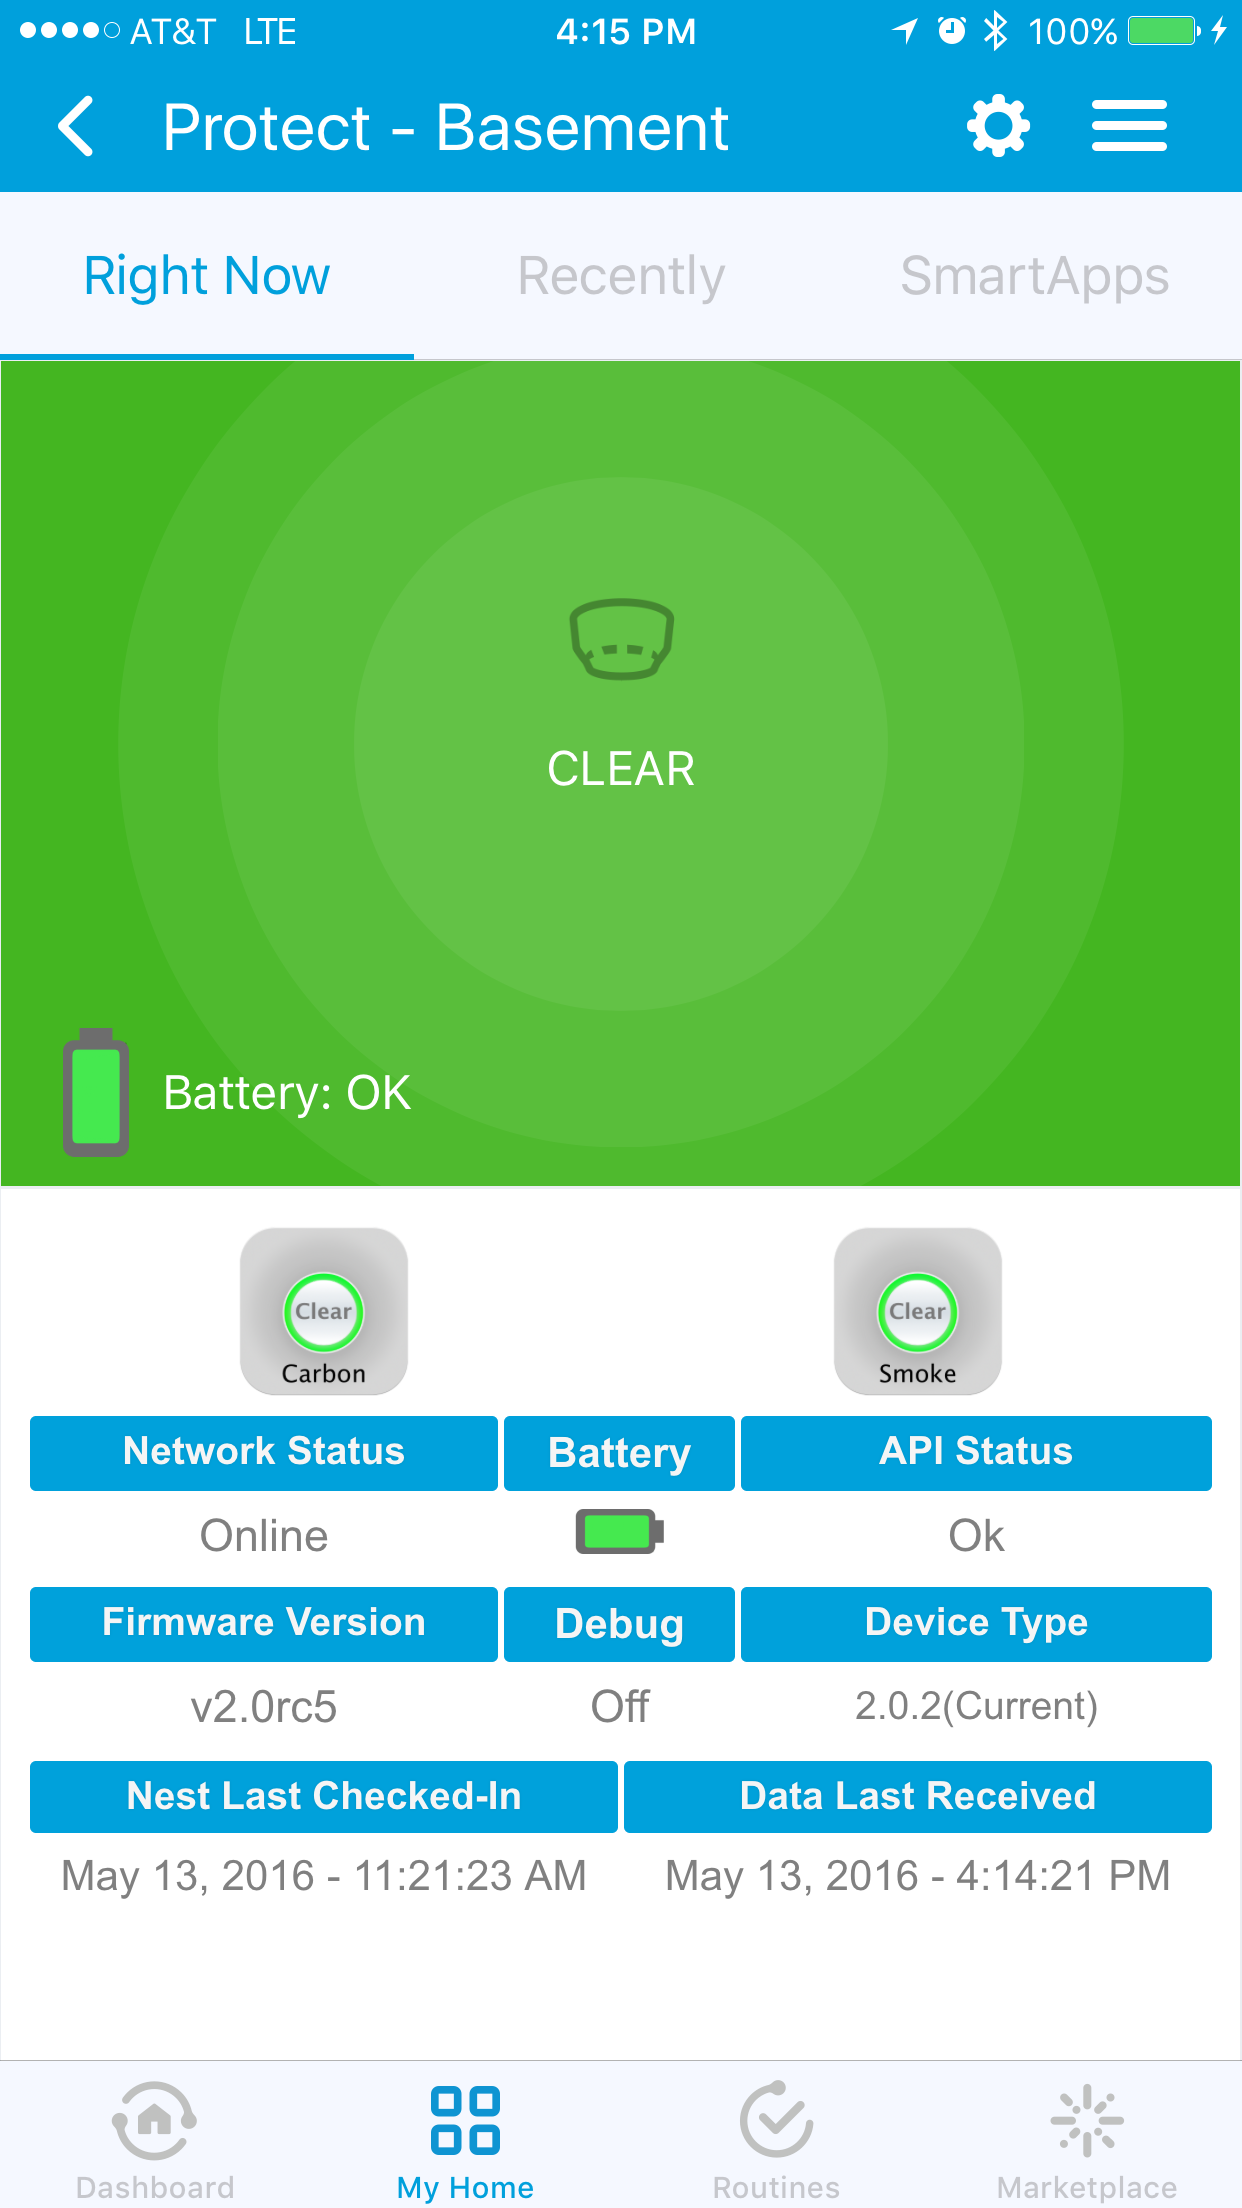 AT&T LTE 4:15 PM 100%
Protect - Basement
Right Now Recently SmartApps
CLEAR
Battery: OK
Clear Clear
Carbon Smoke
Network Status Battery API Status
Online Ok
Firmware Version Debug Device Type
v2.0rc5 Off 2.0.2(Current)
Nest Last Checked-In Data Last Received
May 13, 2016 - 11:21:23 AM May 13, 2016 - 4:14:21 PM
Dashboard My Home Routines Marketplace